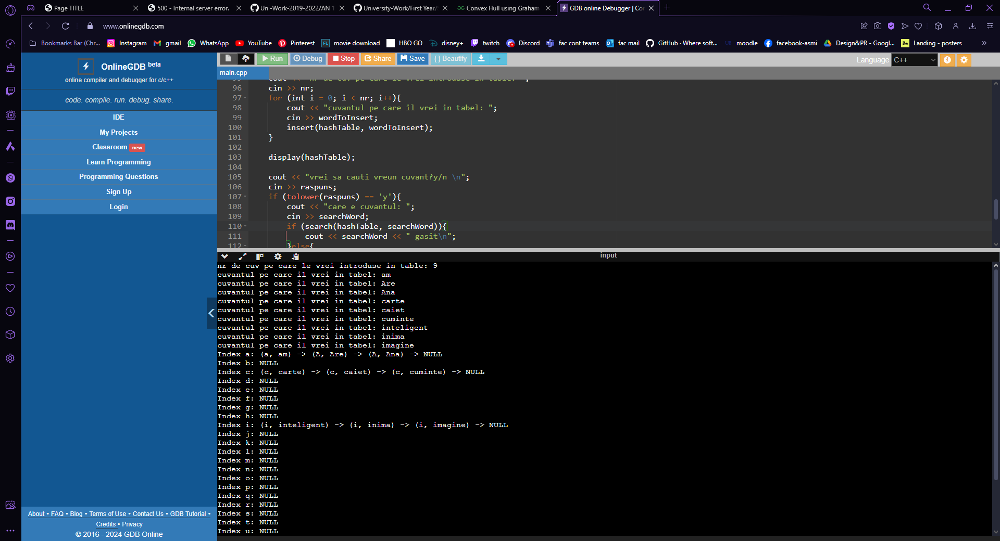 Page TITLE
500 - Internal server error.
Uni-Work-2019-2022/AN 1
University-Work/First Year/
Convex Hull using Graham
GDB online Debugger | Co
www.onlinegdb.com
Bookmarks Bar (Chr...
Instagram
gmail
WhatsApp
YouTube
Pinterest
movie download
HBO GO
disney+
twitch
Discord
fac cont teams
fac mail
GitHub · Where soft...
moodle
facebook-asmi
Design&PR - Googl...
Landing - posters
OnlineGDB beta
online compiler and debugger for c/c++
code. compile. run. debug. share.
IDE
My Projects
Classroom new
Learn Programming
Programming Questions
Sign Up
Login
About • FAQ • Blog • Terms of Use • Contact Us • GDB Tutorial •
Credits • Privacy
© 2016 - 2024 GDB Online
Run
Debug
Stop
Share
Save
{ } Beautify
Language C++
main.cpp
95 cout << "nr de cuv pe care le vrei introduse in table: ";
96 cin >> nr;
97 for (int i = 0; i < nr; i++){
98 cout << "cuvantul pe care il vrei in tabel: ";
99 cin >> wordToInsert;
100 insert(hashTable, wordToInsert);
101 }
102
103 display(hashTable);
104
105 cout << "vrei sa cauti vreun cuvant?y/n \n";
106 cin >> raspuns;
107 if (tolower(raspuns) == 'y'){
108 cout << "care e cuvantul: ";
109 cin >> searchWord;
110 if (search(hashTable, searchWord)){
111 cout << searchWord << " gasit\n";
112 }else{
input
nr de cuv pe care le vrei introduse in table: 9
cuvantul pe care il vrei in tabel: am
cuvantul pe care il vrei in tabel: Are
cuvantul pe care il vrei in tabel: Ana
cuvantul pe care il vrei in tabel: carte
cuvantul pe care il vrei in tabel: caiet
cuvantul pe care il vrei in tabel: cuminte
cuvantul pe care il vrei in tabel: inteligent
cuvantul pe care il vrei in tabel: inima
cuvantul pe care il vrei in tabel: imagine
Index a: (a, am) -> (A, Are) -> (A, Ana) -> NULL
Index b: NULL
Index c: (c, carte) -> (c, caiet) -> (c, cuminte) -> NULL
Index d: NULL
Index e: NULL
Index f: NULL
Index g: NULL
Index h: NULL
Index i: (i, inteligent) -> (i, inima) -> (i, imagine) -> NULL
Index j: NULL
Index k: NULL
Index l: NULL
Index m: NULL
Index n: NULL
Index o: NULL
Index p: NULL
Index q: NULL
Index r: NULL
Index s: NULL
Index t: NULL
Index u: NULL